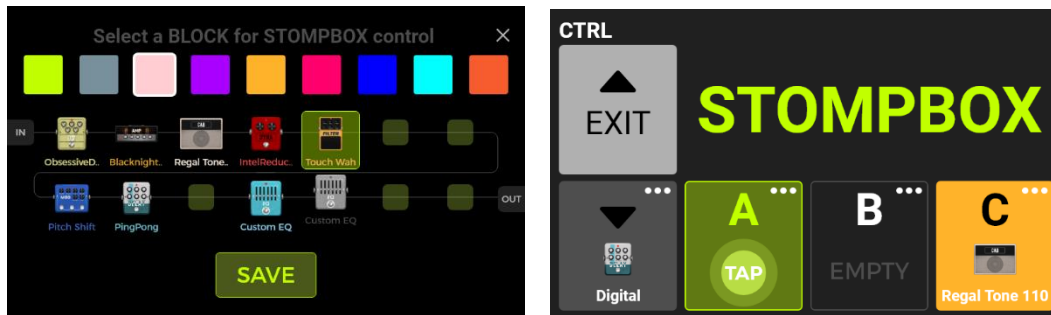 Select a BLOCK for STOMPBOX control
IN
ObsessiveD..
Blacknight..
Regal Tone..
IntelReduc..
Touch Wah
Pitch Shift
PingPong
Custom EQ
Custom EQ
OUT
SAVE
CTRL
EXIT
STOMPBOX
Digital
A
TAP
B
EMPTY
C
Regal Tone 110